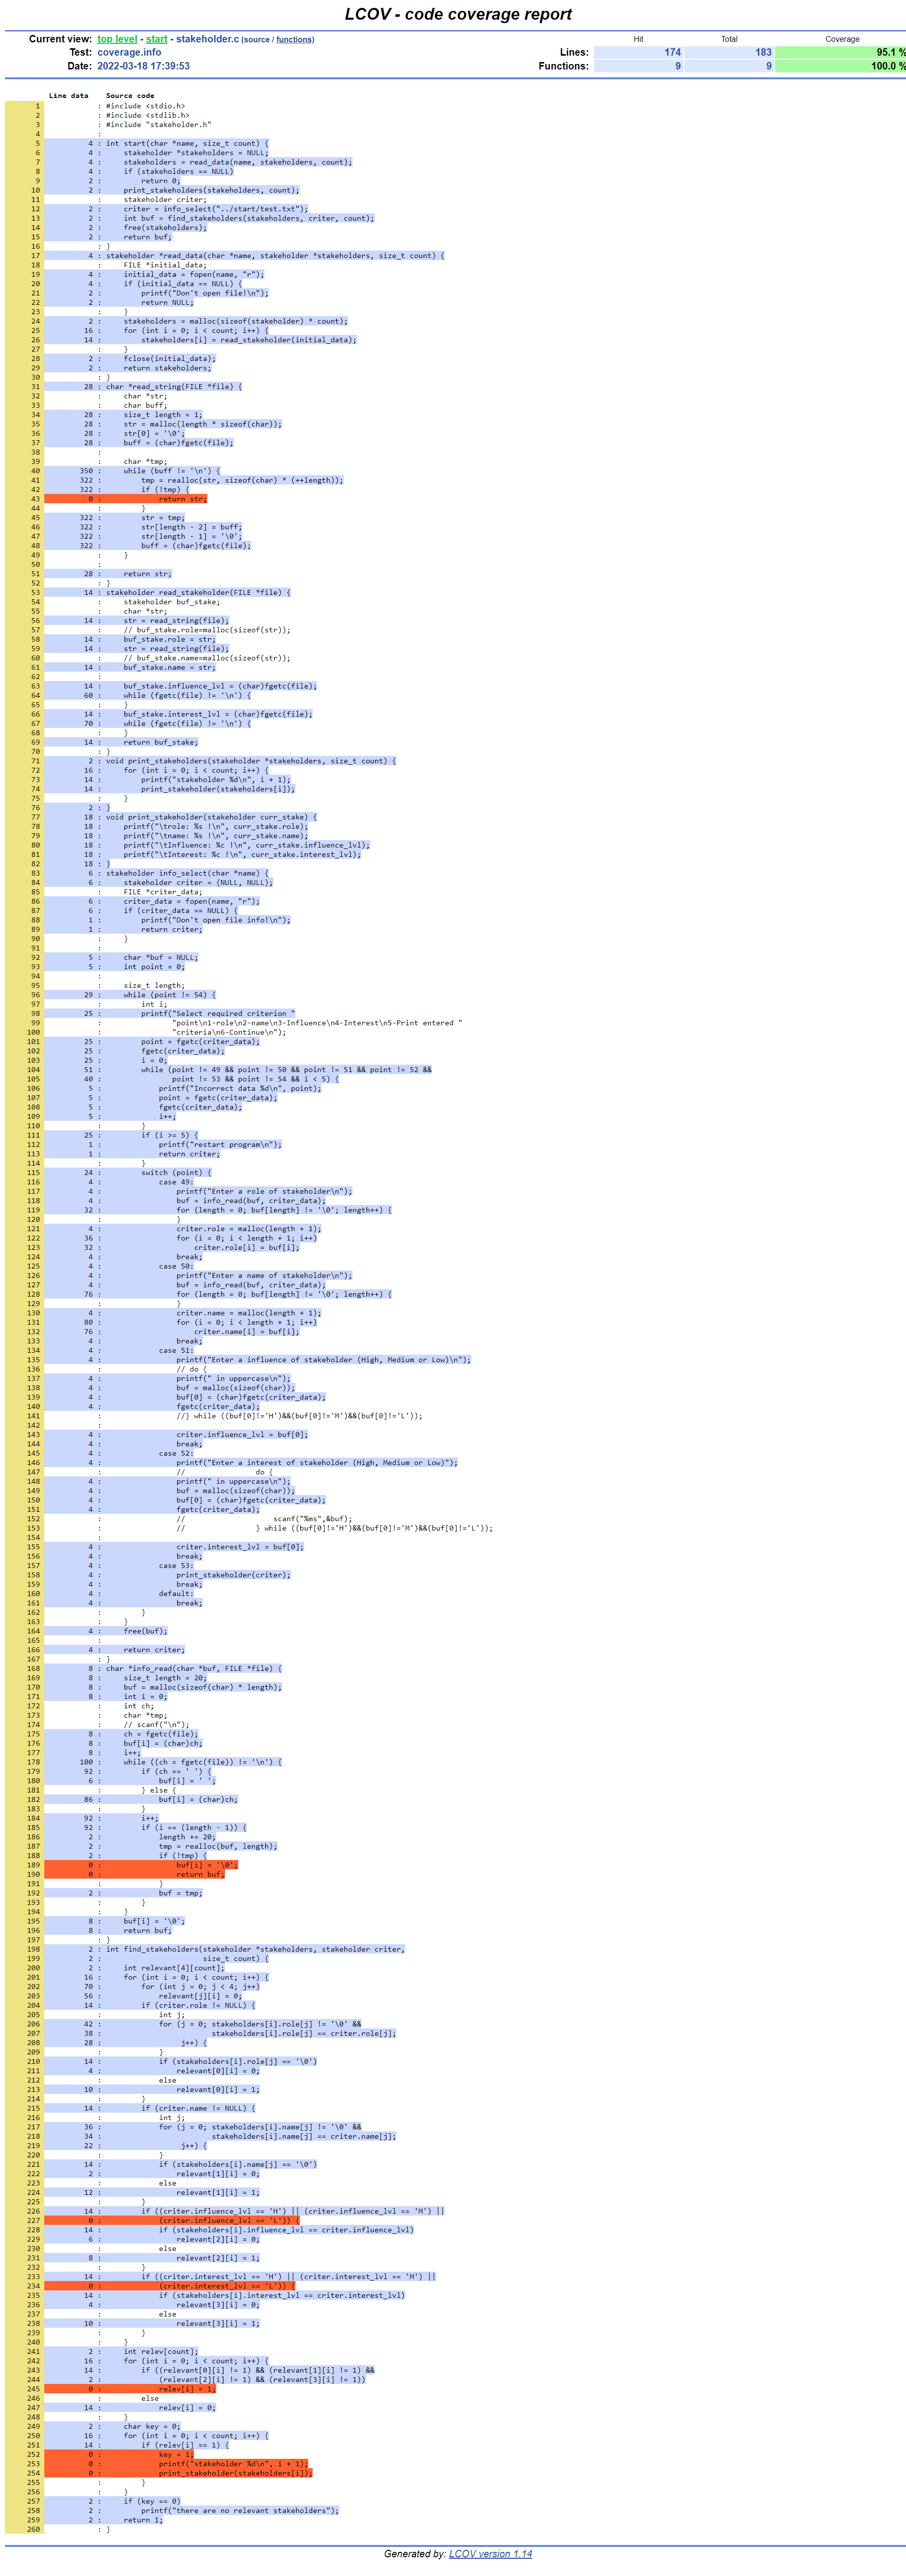 LCOV - code coverage report
Current view: top level - start - stakeholder.c (source / functions) Hit Total Coverage
Test: coverage.info Lines: 174 183 95.1 %
Date: 2022-03-18 17:39:53 Functions: 9 9 100.0 %
Line data Source code
1 : #include <stdio.h>
2 : #include <stdlib.h>
3 : #include "stakeholder.h"
4 :
5 4 : int start(char *name, size_t count) {
6 4 : stakeholder *stakeholders = NULL;
7 4 : stakeholders = read_data(name, stakeholders, count);
8 4 : if (stakeholders == NULL)
9 2 : return 0;
10 2 : print_stakeholders(stakeholders, count);
11 : stakeholder criter;
12 2 : criter = info_select("../start/test.txt");
13 2 : int buf = find_stakeholders(stakeholders, criter, count);
14 2 : free(stakeholders);
15 2 : return buf;
16 : }
17 4 : stakeholder *read_data(char *name, stakeholder *stakeholders, size_t count) {
18 : FILE *initial_data;
19 4 : initial_data = fopen(name, "r");
20 4 : if (initial_data == NULL) {
21 2 : printf("Don't open file!\n");
22 2 : return NULL;
23 : }
24 2 : stakeholders = malloc(sizeof(stakeholder) * count);
25 16 : for (int i = 0; i < count; i++) {
26 14 : stakeholders[i] = read_stakeholder(initial_data);
27 : }
28 2 : fclose(initial_data);
29 2 : return stakeholders;
30 : }
31 28 : char *read_string(FILE *file) {
32 : char *str;
33 : char buff;
34 28 : size_t length = 1;
35 28 : str = malloc(length * sizeof(char));
36 28 : str[0] = '\0';
37 28 : buff = (char)fgetc(file);
38 :
39 : char *tmp;
40 350 : while (buff != '\n') {
41 322 : tmp = realloc(str, sizeof(char) * (++length));
42 322 : if (!tmp) {
43 0 : return str;
44 : }
45 322 : str = tmp;
46 322 : str[length - 2] = buff;
47 322 : str[length - 1] = '\0';
48 322 : buff = (char)fgetc(file);
49 : }
50 :
51 28 : return str;
52 : }
53 14 : stakeholder read_stakeholder(FILE *file) {
54 : stakeholder buf_stake;
55 : char *str;
56 14 : str = read_string(file);
57 : // buf_stake.role=malloc(sizeof(str));
58 14 : buf_stake.role = str;
59 14 : str = read_string(file);
60 : // buf_stake.name=malloc(sizeof(str));
61 14 : buf_stake.name = str;
62 :
63 14 : buf_stake.influence_lvl = (char)fgetc(file);
64 60 : while (fgetc(file) != '\n') {
65 : }
66 14 : buf_stake.interest_lvl = (char)fgetc(file);
67 70 : while (fgetc(file) != '\n') {
68 : }
69 14 : return buf_stake;
70 : }
71 2 : void print_stakeholders(stakeholder *stakeholders, size_t count) {
72 16 : for (int i = 0; i < count; i++) {
73 14 : printf("stakeholder %d\n", i + 1);
74 14 : print_stakeholder(stakeholders[i]);
75 : }
76 2 : }
77 18 : void print_stakeholder(stakeholder curr_stake) {
78 18 : printf("\trole: %s !\n", curr_stake.role);
79 18 : printf("\tname: %s !\n", curr_stake.name);
80 18 : printf("\tInfluence: %c !\n", curr_stake.influence_lvl);
81 18 : printf("\tInterest: %c !\n", curr_stake.interest_lvl);
82 18 : }
83 6 : stakeholder info_select(char *name) {
84 6 : stakeholder criter = {NULL, NULL};
85 : FILE *criter_data;
86 6 : criter_data = fopen(name, "r");
87 6 : if (criter_data == NULL) {
88 1 : printf("Don't open file info!\n");
89 1 : return criter;
90 : }
91 :
92 5 : char *buf = NULL;
93 5 : int point = 0;
94 :
95 : size_t length;
96 29 : while (point != 54) {
97 : int i;
98 25 : printf("Select required criterion "
99 : "point\n1-role\n2-name\n3-Influence\n4-Interest\n5-Print entered "
100 : "criteria\n6-Continue\n");
101 25 : point = fgetc(criter_data);
102 25 : fgetc(criter_data);
103 25 : i = 0;
104 51 : while (point != 49 && point != 50 && point != 51 && point != 52 &&
105 40 : point != 53 && point != 54 && i < 5) {
106 5 : printf("Incorrect data %d\n", point);
107 5 : point = fgetc(criter_data);
108 5 : fgetc(criter_data);
109 5 : i++;
110 : }
111 25 : if (i >= 5) {
112 1 : printf("restart program\n");
113 1 : return criter;
114 : }
115 24 : switch (point) {
116 4 : case 49:
117 4 : printf("Enter a role of stakeholder\n");
118 4 : buf = info_read(buf, criter_data);
119 32 : for (length = 0; buf[length] != '\0'; length++) {
120 : }
121 4 : criter.role = malloc(length + 1);
122 36 : for (i = 0; i < length + 1; i++)
123 32 : criter.role[i] = buf[i];
124 4 : break;
125 4 : case 50:
126 4 : printf("Enter a name of stakeholder\n");
127 4 : buf = info_read(buf, criter_data);
128 76 : for (length = 0; buf[length] != '\0'; length++) {
129 : }
130 4 : criter.name = malloc(length + 1);
131 80 : for (i = 0; i < length + 1; i++)
132 76 : criter.name[i] = buf[i];
133 4 : break;
134 4 : case 51:
135 4 : printf("Enter a influence of stakeholder (High, Medium or Low)\n");
136 : // do {
137 4 : printf(" in uppercase\n");
138 4 : buf = malloc(sizeof(char));
139 4 : buf[0] = (char)fgetc(criter_data);
140 4 : fgetc(criter_data);
141 : //} while ((buf[0]!='H')&&(buf[0]!='M')&&(buf[0]!='L'));
142 :
143 4 : criter.influence_lvl = buf[0];
144 4 : break;
145 4 : case 52:
146 4 : printf("Enter a interest of stakeholder (High, Medium or Low)");
147 : // do {
148 4 : printf(" in uppercase\n");
149 4 : buf = malloc(sizeof(char));
150 4 : buf[0] = (char)fgetc(criter_data);
151 4 : fgetc(criter_data);
152 : // scanf("%ms",&buf);
153 : // } while ((buf[0]!='H')&&(buf[0]!='M')&&(buf[0]!='L'));
154 :
155 4 : criter.interest_lvl = buf[0];
156 4 : break;
157 4 : case 53:
158 4 : print_stakeholder(criter);
159 4 : break;
160 4 : default:
161 4 : break;
162 : }
163 : }
164 4 : free(buf);
165 :
166 4 : return criter;
167 : }
168 8 : char *info_read(char *buf, FILE *file) {
169 8 : size_t length = 20;
170 8 : buf = malloc(sizeof(char) * length);
171 8 : int i = 0;
172 : int ch;
173 : char *tmp;
174 : // scanf("\n");
175 8 : ch = fgetc(file);
176 8 : buf[i] = (char)ch;
177 8 : i++;
178 100 : while ((ch = fgetc(file)) != '\n') {
179 92 : if (ch == ' ') {
180 6 : buf[i] = ' ';
181 : } else {
182 86 : buf[i] = (char)ch;
183 : }
184 92 : i++;
185 92 : if (i == (length - 1)) {
186 2 : length += 20;
187 2 : tmp = realloc(buf, length);
188 2 : if (!tmp) {
189 0 : buf[i] = '\0';
190 0 : return buf;
191 : }
192 2 : buf = tmp;
193 : }
194 : }
195 8 : buf[i] = '\0';
196 8 : return buf;
197 : }
198 2 : int find_stakeholders(stakeholder *stakeholders, stakeholder criter,
199 2 : size_t count) {
200 2 : int relevant[4][count];
201 16 : for (int i = 0; i < count; i++) {
202 70 : for (int j = 0; j < 4; j++)
203 56 : relevant[j][i] = 0;
204 14 : if (criter.role != NULL) {
205 : int j;
206 42 : for (j = 0; stakeholders[i].role[j] != '\0' &&
207 38 : stakeholders[i].role[j] == criter.role[j];
208 28 : j++) {
209 : }
210 14 : if (stakeholders[i].role[j] == '\0')
211 4 : relevant[0][i] = 0;
212 : else
213 10 : relevant[0][i] = 1;
214 : }
215 14 : if (criter.name != NULL) {
216 : int j;
217 36 : for (j = 0; stakeholders[i].name[j] != '\0' &&
218 34 : stakeholders[i].name[j] == criter.name[j];
219 22 : j++) {
220 : }
221 14 : if (stakeholders[i].name[j] == '\0')
222 2 : relevant[1][i] = 0;
223 : else
224 12 : relevant[1][i] = 1;
225 : }
226 14 : if ((criter.influence_lvl == 'H') || (criter.influence_lvl == 'M') ||
227 0 : (criter.influence_lvl == 'L')) {
228 14 : if (stakeholders[i].influence_lvl == criter.influence_lvl)
229 6 : relevant[2][i] = 0;
230 : else
231 8 : relevant[2][i] = 1;
232 : }
233 14 : if ((criter.interest_lvl == 'H') || (criter.interest_lvl == 'M') ||
234 0 : (criter.interest_lvl == 'L')) {
235 14 : if (stakeholders[i].interest_lvl == criter.interest_lvl)
236 4 : relevant[3][i] = 0;
237 : else
238 10 : relevant[3][i] = 1;
239 : }
240 : }
241 2 : int relev[count];
242 16 : for (int i = 0; i < count; i++) {
243 14 : if ((relevant[0][i] != 1) && (relevant[1][i] != 1) &&
244 2 : (relevant[2][i] != 1) && (relevant[3][i] != 1))
245 0 : relev[i] = 1;
246 : else
247 14 : relev[i] = 0;
248 : }
249 2 : char key = 0;
250 16 : for (int i = 0; i < count; i++) {
251 14 : if (relev[i] == 1) {
252 0 : key = 1;
253 0 : printf("stakeholder %d\n", i + 1);
254 0 : print_stakeholder(stakeholders[i]);
255 : }
256 : }
257 2 : if (key == 0)
258 2 : printf("there are no relevant stakeholders");
259 2 : return 1;
260 : }
Generated by: LCOV version 1.14